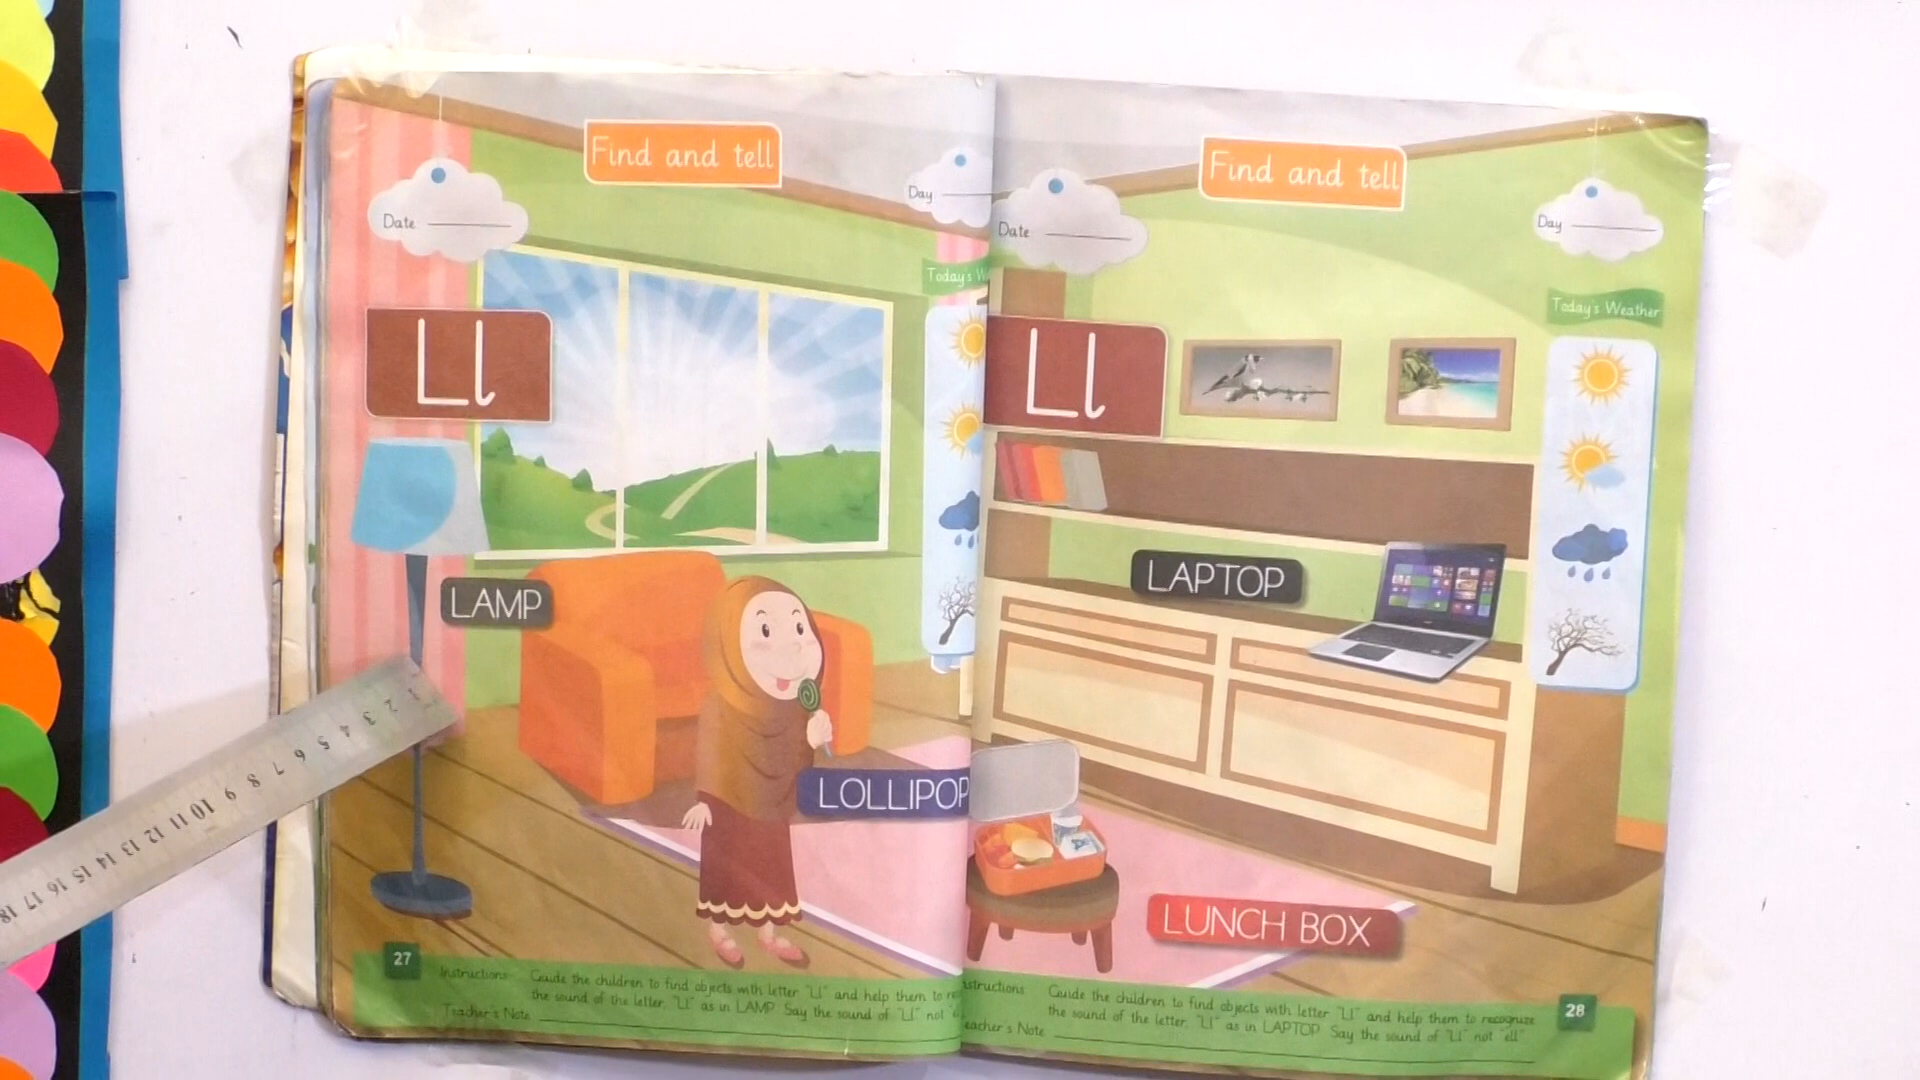 Find and tell
Date
Day
Today's
Ll
LAMP
LOLLIPOP
27
Instructions Guide the children to find objects with letter "Ll" and help them to
the sound of the letter. "Ll" as in LAMP. Say the sound of "Ll" not
Teacher's Note
Find and tell
Date
Day
Today's Weather
Ll
LAPTOP
LUNCH BOX
Guide the children to find objects with letter "Ll" and help them to recognize
the sound of the letter. "Ll" as in LAPTOP. Say the sound of "Ll" not "ell"
Note
28
1 2 3 4 5 6 7 8 9 10 11 12 13 14 15 16 17 18